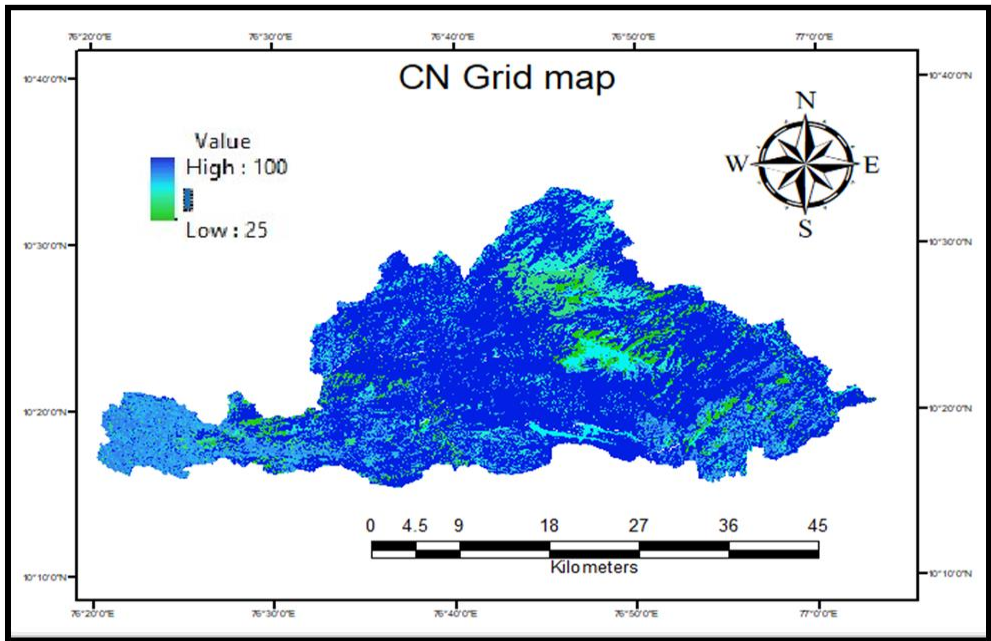 76°20'0"E 76°30'0"E 76°40'0"E 76°50'0"E 77°0'0"E
CN Grid map
10°40'0"N 10°40'0"N
N
W E
S
Value
High : 100
Low : 25
10°30'0"N 10°30'0"N
10°20'0"N 10°20'0"N
0 4.5 9 18 27 36 45
Kilometers
10°10'0"N 10°10'0"N
76°20'0"E 76°30'0"E 76°40'0"E 76°50'0"E 77°0'0"E